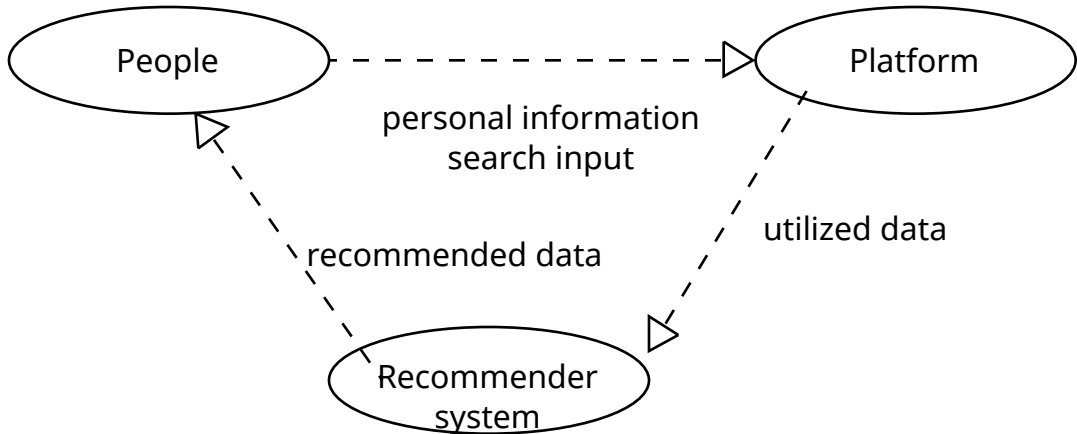 People
Platform
personal information
search input
utilized data
recommended data
Recommender
system